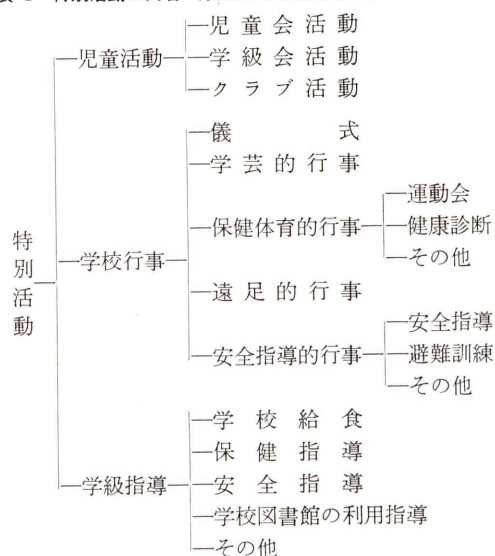 児童会活動
児童活動
学級会活動
クラブ活動
儀式
学芸的行事
運動会
保健体育的行事
健康診断
その他
特別活動
学校行事
遠足的行事
安全指導
安全指導的行事
避難訓練
その他
学校給食
保健指導
学級指導
安全指導
学校図書館の利用指導
その他